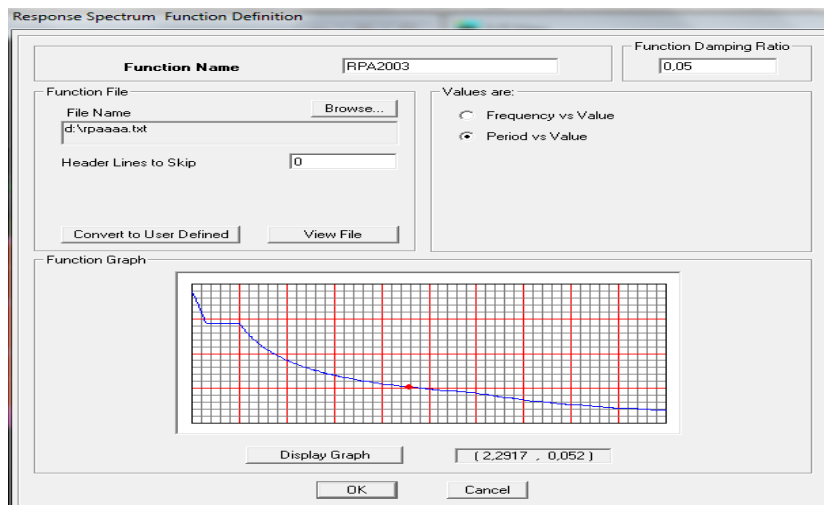 Response Spectrum Function Definition
Function Name
RPA2003
Function Damping Ratio
0,05
Function File
File Name
Browse...
d:\rpaaaa.txt
Header Lines to Skip
0
Convert to User Defined
View File
Values are:
Frequency vs Value
Period vs Value
Function Graph
Display Graph
( 2,2917 , 0,052 )
OK
Cancel